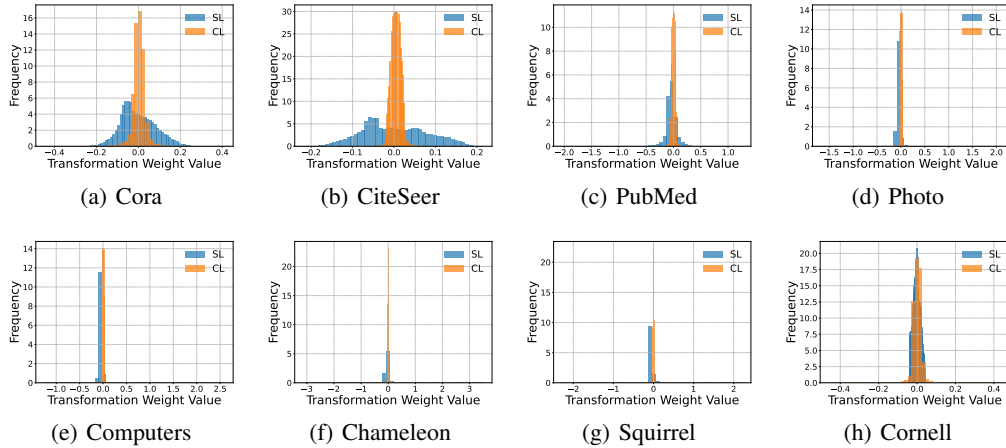 16
14
12
10
8
6
4
2
0
Frequency
SL
CL
−0.4 −0.2 0.0 0.2 0.4
Transformation Weight Value
(a) Cora
30
25
20
15
10
5
0
Frequency
SL
CL
−0.2 −0.1 0.0 0.1 0.2
Transformation Weight Value
(b) CiteSeer
10
8
6
4
2
0
Frequency
SL
CL
−2.0 −1.5 −1.0 −0.5 0.0 0.5 1.0
Transformation Weight Value
(c) PubMed
14
12
10
8
6
4
2
0
Frequency
SL
CL
−1.5 −1.0 −0.5 0.0 0.5 1.0 1.5 2.0
Transformation Weight Value
(d) Photo
14
12
10
8
6
4
2
0
Frequency
SL
CL
−1.0 −0.5 0.0 0.5 1.0 1.5 2.0 2.5
Transformation Weight Value
(e) Computers
20
15
10
5
Frequency
SL
CL
−3 −2 −1 0 1 2 3
Transformation Weight Value
(f) Chameleon
20
15
10
5
Frequency
SL
CL
−2 −1 0 1 2
Transformation Weight Value
(g) Squirrel
20.0
17.5
15.0
12.5
10.0
7.5
5.0
2.5
0.0
Frequency
SL
CL
−0.4 −0.2 0.0 0.2 0.4
Transformation Weight Value
(h) Cornell